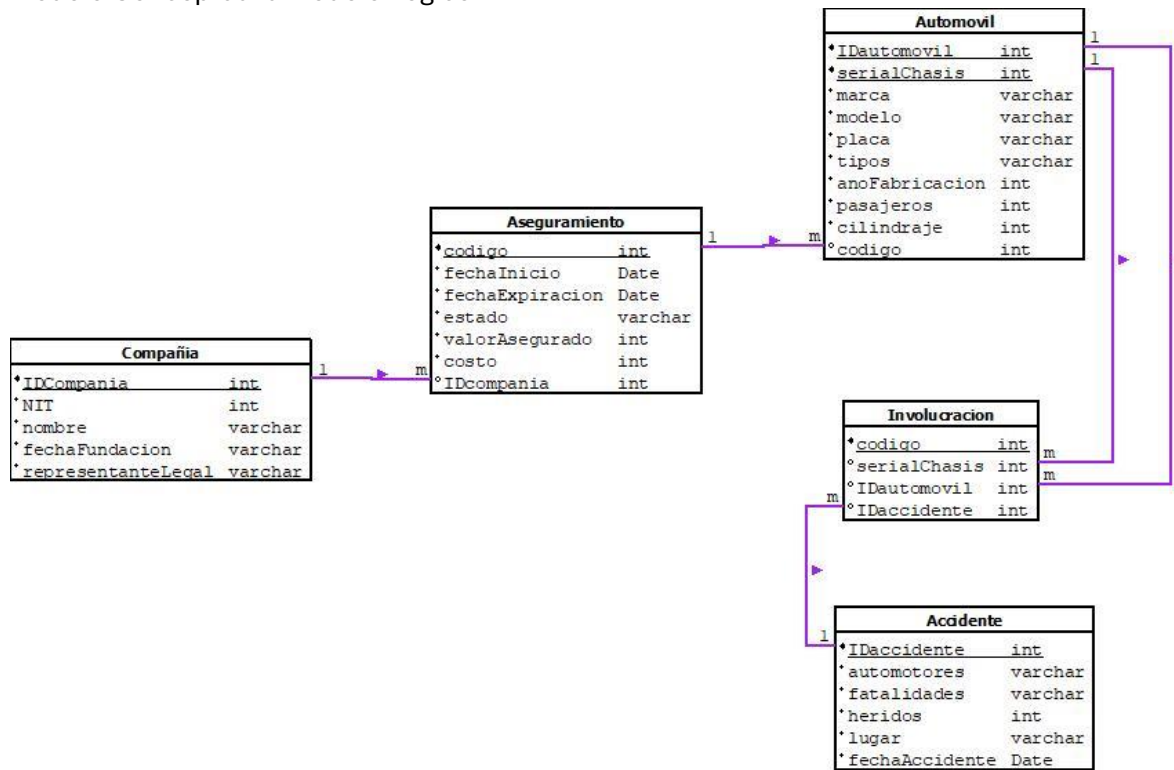 Automovil
IDautomovil int
serialChasis int
marca varchar
modelo varchar
placa varchar
tipos varchar
anoFabricacion int
pasajeros int
cilindraje int
codigo int
1
1
Aseguramiento
codigo int
fechaInicio Date
fechaExpiracion Date
estado varchar
valorAsegurado int
costo int
IDcompania int
1
m
Compañia
IDCompania int
NIT int
nombre varchar
fechaFundacion varchar
representanteLegal varchar
1
m
Involucracion
codigo int
serialChasis int
IDautomovil int
IDaccidente int
m
m
m
Accidente
IDaccidente int
automotores varchar
fatalidades varchar
heridos int
lugar varchar
fechaAccidente Date
1